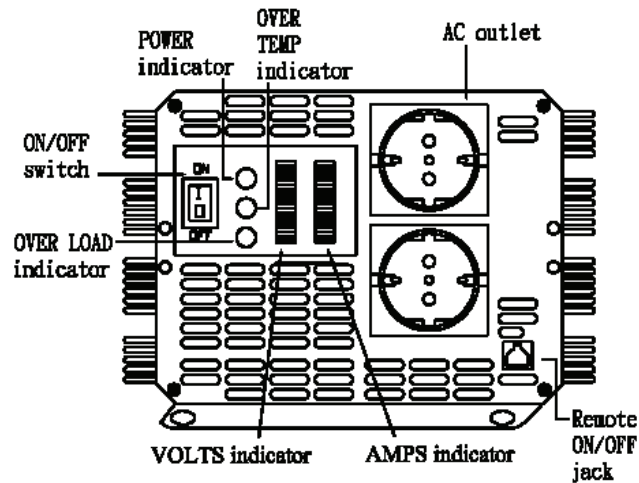 OVER
TEMP
indicator
POWER
indicator
AC outlet
ON/OFF
switch
ON
I
O
OFF
OVER LOAD
indicator
VOLTS indicator
AMPS indicator
Remote
ON/OFF
jack